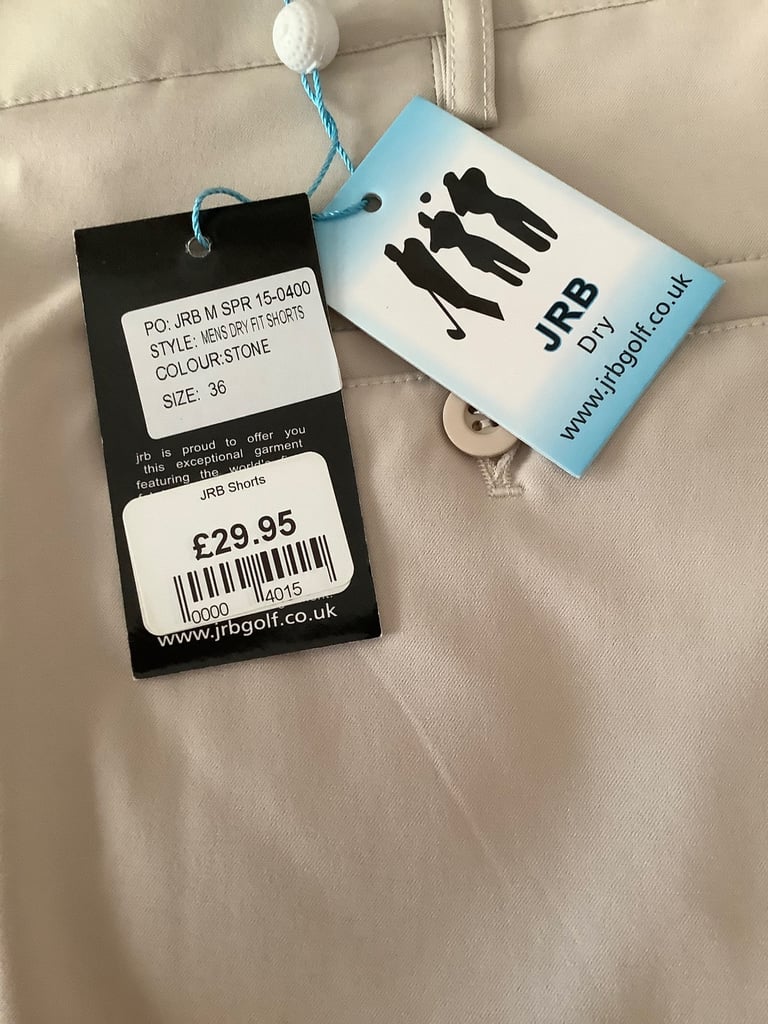 PO: JRB M SPR 15-0400
STYLE: MENS DRY FIT SHORTS
COLOUR:STONE
SIZE: 36
jrb is proud to offer you
this exceptional garment
featuring the world's
JRB Shorts
£29.95
0000 4015
www.jrbgolf.co.uk
JRB
Dry
www.jrbgolf.co.uk